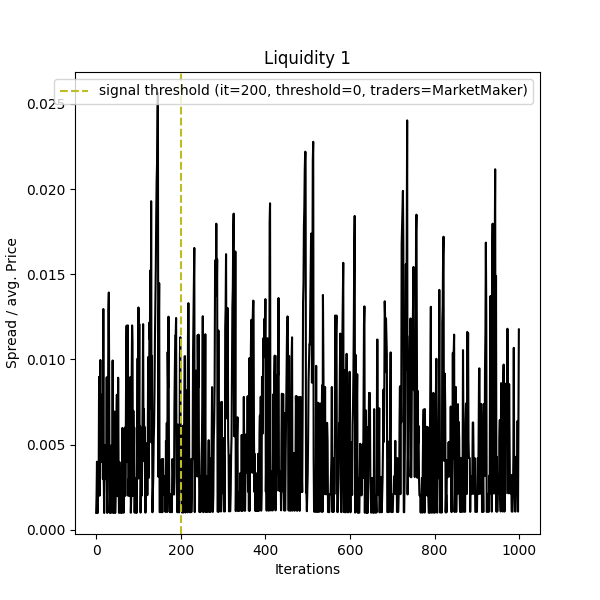 Liquidity 1
signal threshold (it=200, threshold=0, traders=MarketMaker)
Spread / avg. Price
0.025
0.020
0.015
0.010
0.005
0.000
0 200 400 600 800 1000
Iterations